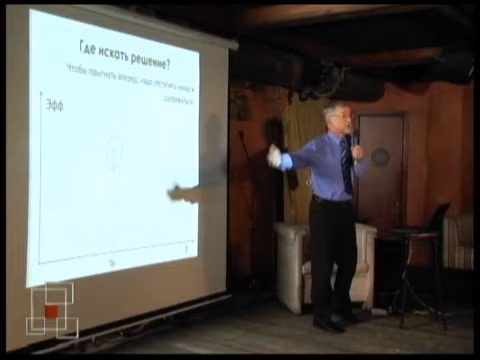 Где искать решение?
Чтобы прыгнуть вперед, надо отступить назад и
разбежаться!
Эфф